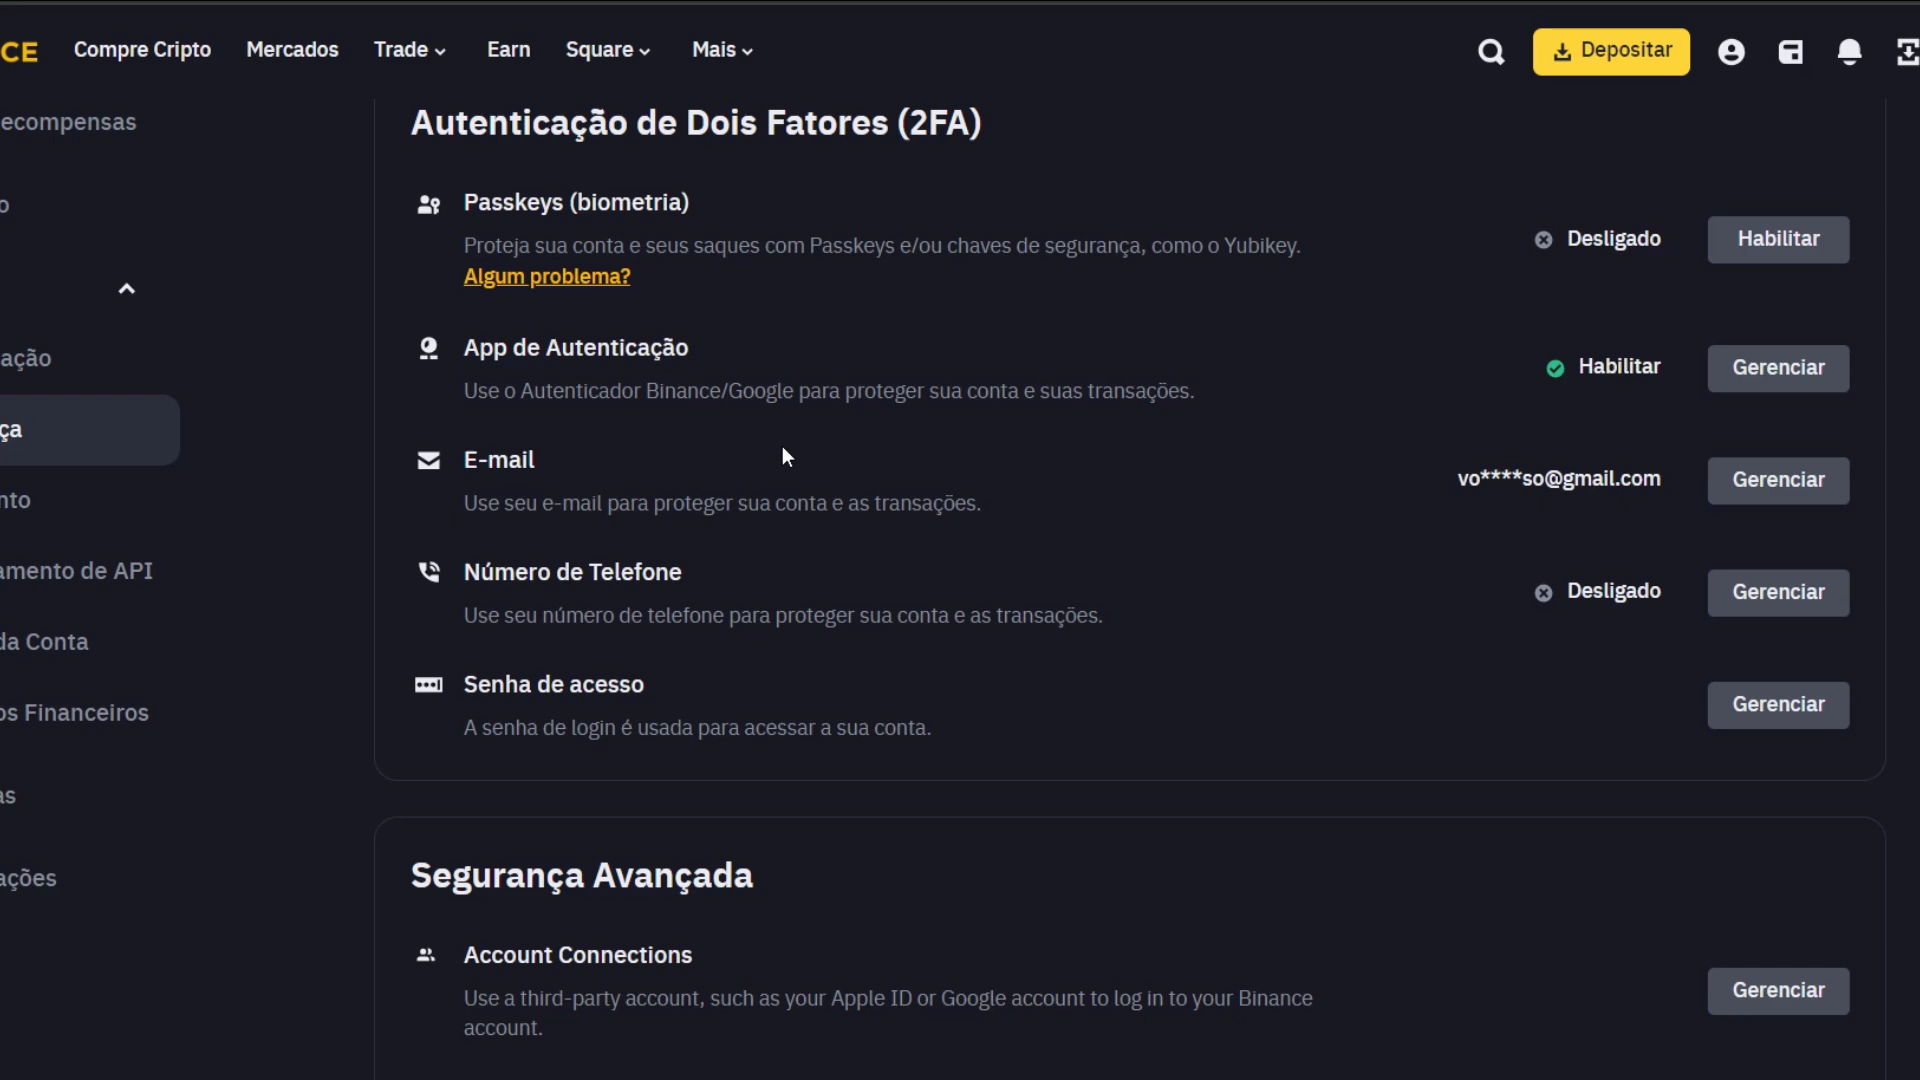 CE Compre Cripto Mercados Trade Earn Square Mais Depositar
ecompensas
o
ação
ça
nto
amento de API
da Conta
os Financeiros
as
ações
Autenticação de Dois Fatores (2FA)
Passkeys (biometria)
Proteja sua conta e seus saques com Passkeys e/ou chaves de segurança, como o Yubikey.
Algum problema?
Desligado Habilitar
App de Autenticação
Use o Autenticador Binance/Google para proteger sua conta e suas transações.
Habilitar Gerenciar
E-mail
Use seu e-mail para proteger sua conta e as transações.
vo****so@gmail.com Gerenciar
Número de Telefone
Use seu número de telefone para proteger sua conta e as transações.
Desligado Gerenciar
Senha de acesso
A senha de login é usada para acessar a sua conta.
Gerenciar
Segurança Avançada
Account Connections
Use a third-party account, such as your Apple ID or Google account to log in to your Binance
account.
Gerenciar